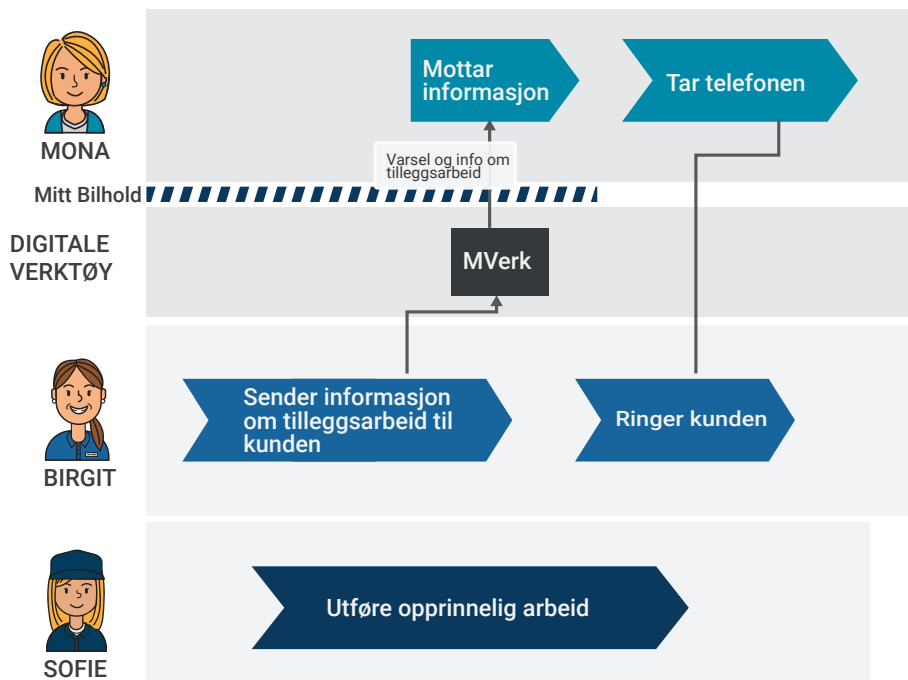 Mottar
informasjon
Tar telefonen
MONA
Varsel og info om
tilleggsarbeid
Mitt Bilhold
DIGITALE
VERKTØY
MVerk
Sender informasjon
om tilleggsarbeid til
kunden
Ringer kunden
BIRGIT
Utføre opprinnelig arbeid
SOFIE